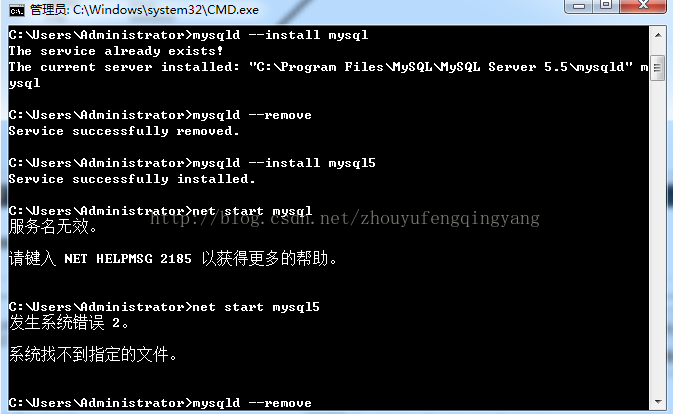 管理员: C:\Windows\system32\CMD.exe
C:\Users\Administrator>mysqld --install mysql
The service already exists!
The current server installed: "C:\Program Files\MySQL\MySQL Server 5.5\mysqld" m
ysql
C:\Users\Administrator>mysqld --remove
Service successfully removed.
C:\Users\Administrator>mysqld --install mysql5
Service successfully installed.
C:\Users\Administrator>net start mysql
服务名无效。
http://blog.csdn.net/zhouyufengqingyang
请键入 NET HELPMSG 2185 以获得更多的帮助。
C:\Users\Administrator>net start mysql5
发生系统错误 2。
系统找不到指定的文件。
C:\Users\Administrator>mysqld --remove